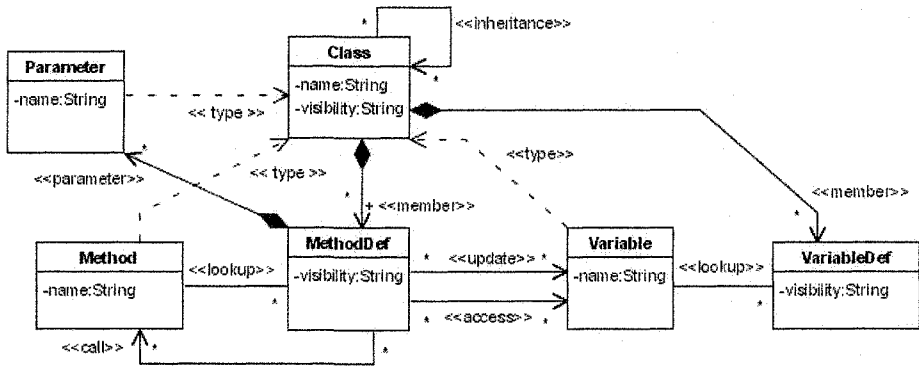 *
<<inheritance>>
Class
*
-name:String
-visibility:String
Parameter
-name:String
<< type >>
*
<<parameter>>
<< type >>
<<type>>
*
+ <<member>>
<<member>>
*
Method
-name:String
<<lookup>>
*
MethodDef
-visibility:String
* <<update>> *
* <<access>> *
Variable
-name:String
<<lookup>>
*
VariableDef
-visibility:String
<<call>> *
*